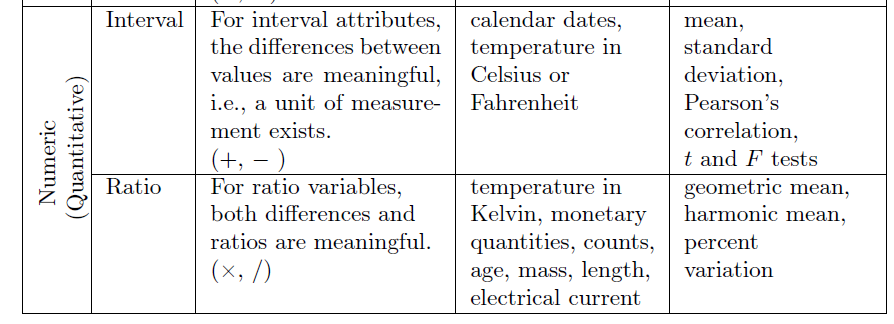 Numeric
(Quantitative)
Interval
For interval attributes,
the differences between
values are meaningful,
i.e., a unit of measure-
ment exists.
(+, − )
calendar dates,
temperature in
Celsius or
Fahrenheit
mean,
standard
deviation,
Pearson's
correlation,
t and F tests
Ratio
For ratio variables,
both differences and
ratios are meaningful.
(×, /)
temperature in
Kelvin, monetary
quantities, counts,
age, mass, length,
electrical current
geometric mean,
harmonic mean,
percent
variation